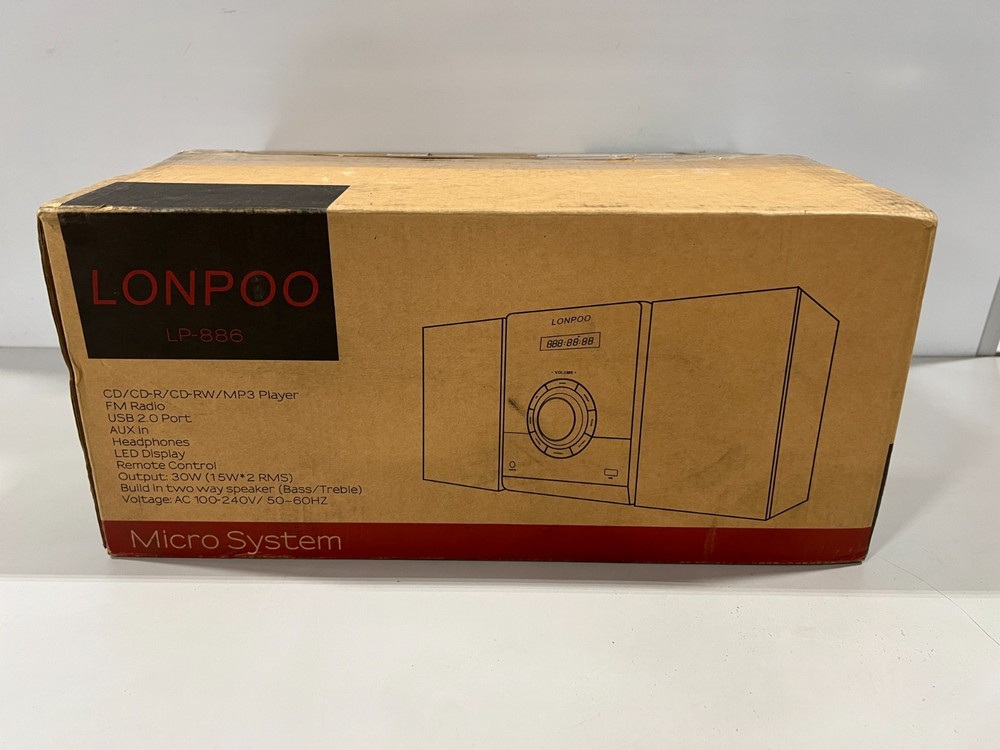 LONPOO
LP-886
CD/CD-R/CD-RW/MP3 Player
FM Radio
USB 2.0 Port
AUX in
Headphones
LED Display
Remote Control
Output: 30W (15W*2 RMS)
Build in two way speaker (Bass/Treble)
Voltage: AC 100-240V/ 50~60HZ
Micro System
LONPOO
888:88:88
- VOLUME +